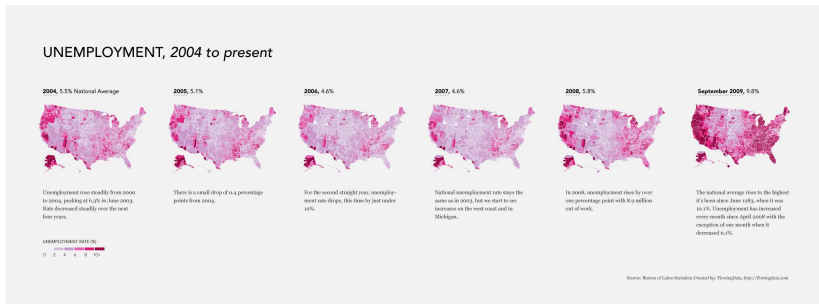 UNEMPLOYMENT, 2004 to present
2004, 5.5% National Average
Unemployment rose steadily from 2000
to 2004, peaking at 6.3% in June 2003.
Rate decreased steadily over the next
four years.
2005, 5.1%
There is a small drop of 0.4 percentage
points from 2004.
2006, 4.6%
For the second straight year, unemploy-
ment rate drops, this time by just under
10%.
2007, 4.6%
National unemployment rate stays the
same as in 2005, but we start to see
increases on the west coast and in
Michigan.
2008, 5.8%
In 2008, unemployment rises by over
one percentage point with 8.9 million
out of work.
September 2009, 9.8%
The national average rises to the highest
it's been since June 1983, when it was
10.1%. Unemployment has increased
every month since April 2008 with the
exception of one month when it
decreased 0.1%.
UNEMPLOYMENT RATE (%)
0 2 4 6 8 10+
Source: Bureau of Labor Statistics; Created by: FlowingData, http://flowingdata.com